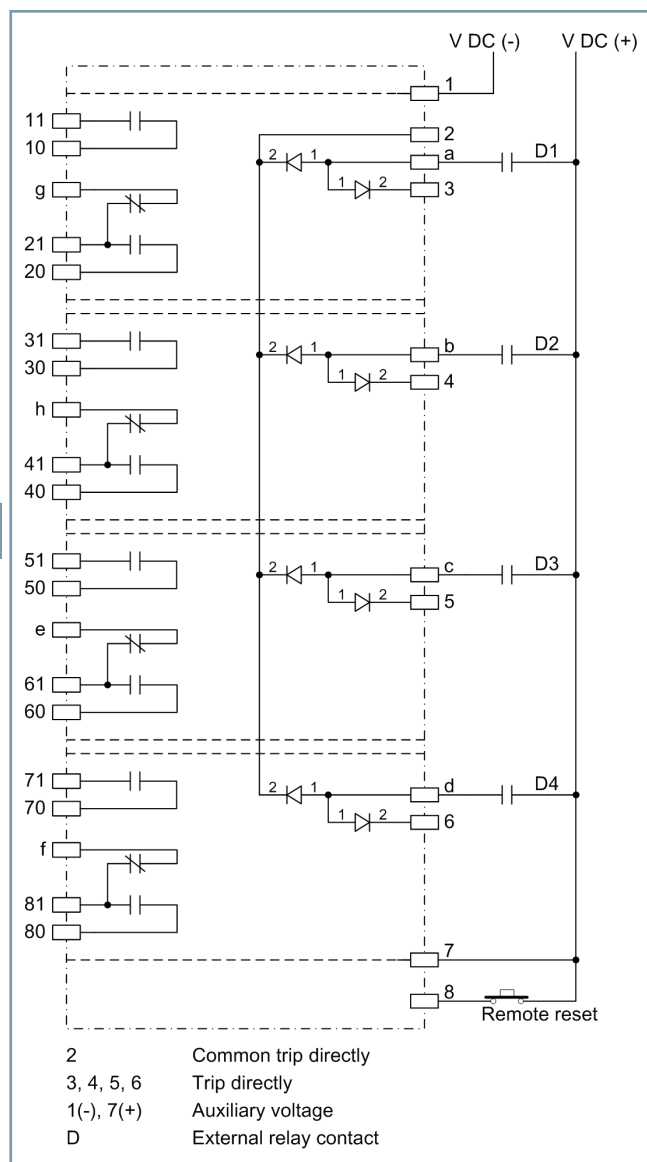 V DC (-) V DC (+)
1
11
2
10
2 1 a D1
g 1 2 3
21
20
31
2 1 b D2
30
1 2 4
h
41
40
51
2 1 c D3
50
1 2 5
e
61
60
71
2 1 d D4
70
1 2 6
f
81
80
7
8
Remote reset
2 Common trip directly
3, 4, 5, 6 Trip directly
1(-), 7(+) Auxiliary voltage
D External relay contact